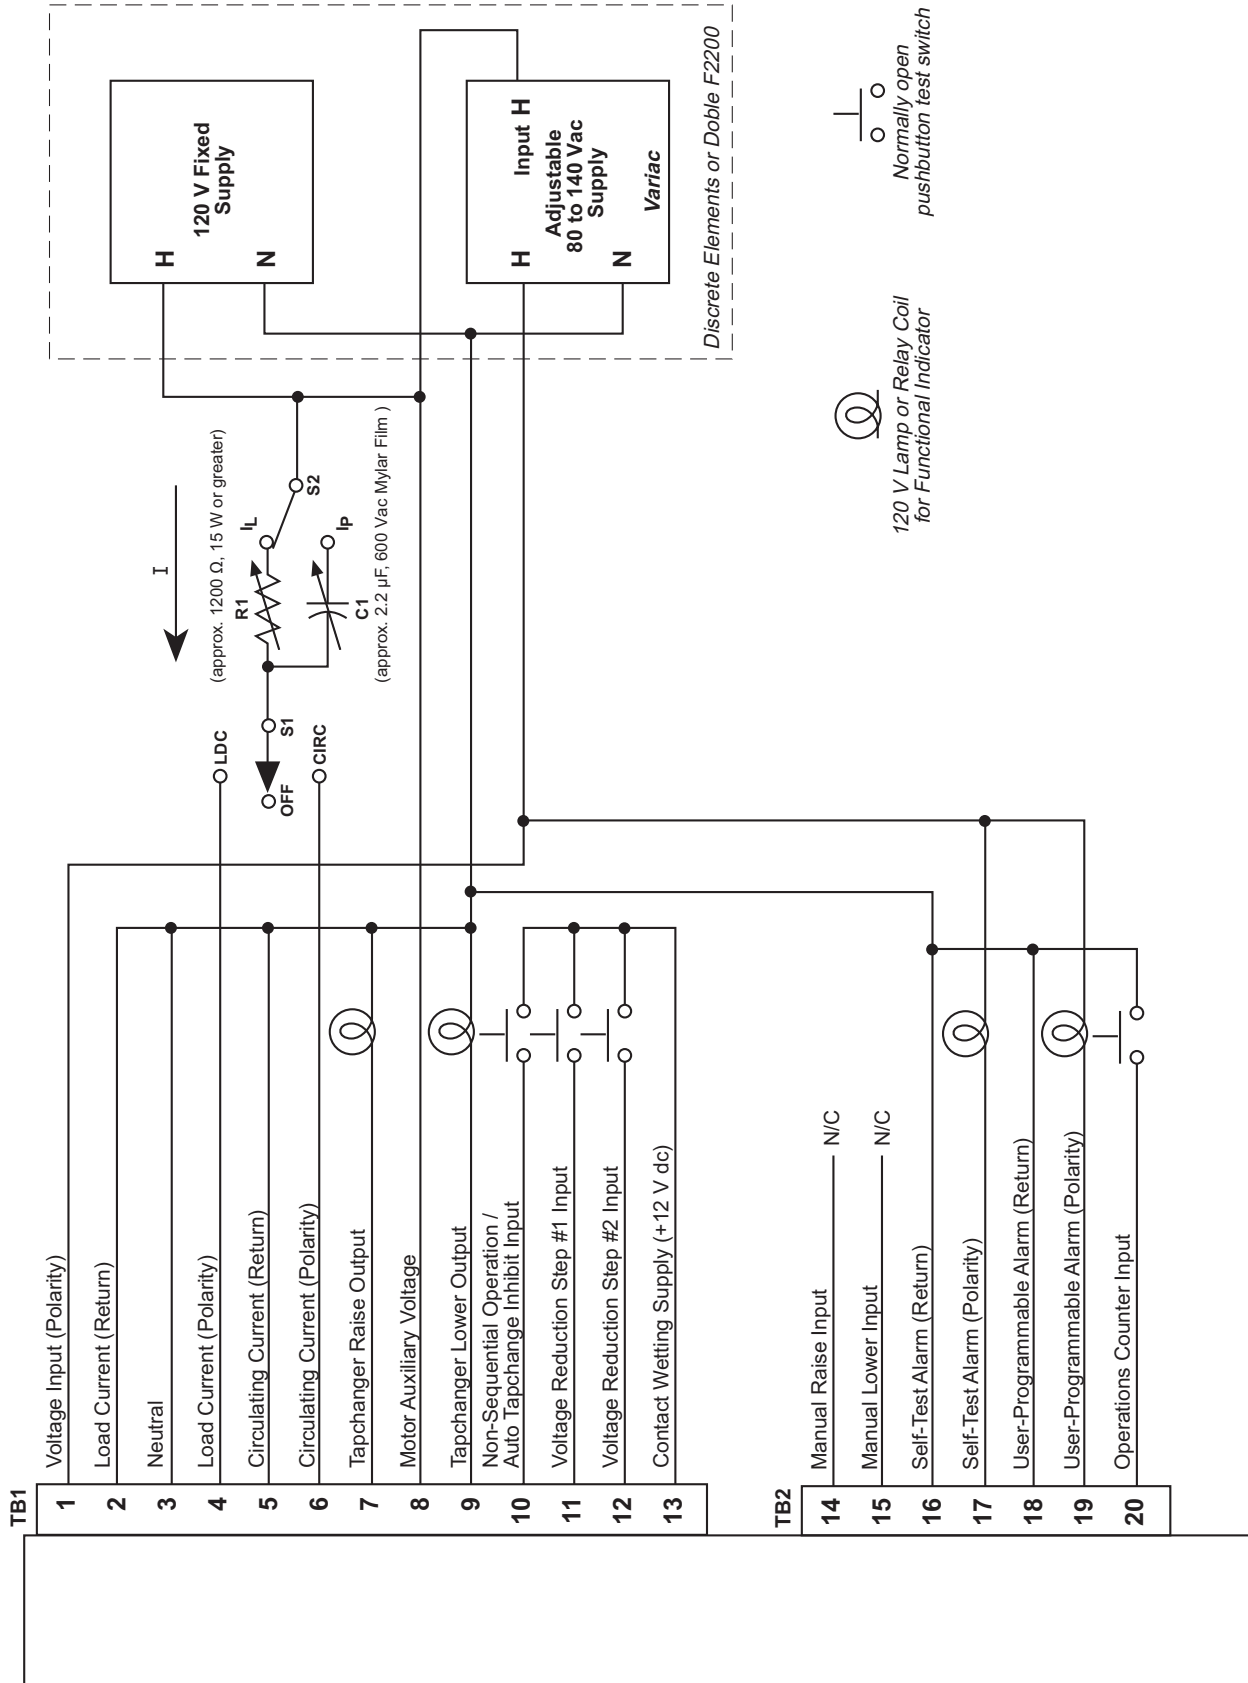 TB1
1 Voltage Input (Polarity)
2 Load Current (Return)
3 Neutral
4 Load Current (Polarity)
5 Circulating Current (Return)
6 Circulating Current (Polarity)
7 Tapchanger Raise Output
8 Motor Auxiliary Voltage
9 Tapchanger Lower Output
10 Non-Sequential Operation /
Auto Tapchange Inhibit Input
11 Voltage Reduction Step #1 Input
12 Voltage Reduction Step #2 Input
13 Contact Wetting Supply (+12 V dc)
TB2
14 Manual Raise Input N/C
15 Manual Lower Input N/C
16 Self-Test Alarm (Return)
17 Self-Test Alarm (Polarity)
18 User-Programmable Alarm (Return)
19 User-Programmable Alarm (Polarity)
20 Operations Counter Input
LDC
OFF
S1
CIRC
I
(approx. 1200 Ω, 15 W or greater)
R1
IL
S2
IP
C1
(approx. 2.2 µF, 600 Vac Mylar Film )
120 V Fixed
Supply
H
N
Input H
Adjustable
80 to 140 Vac
Supply
H
N
Variac
Discrete Elements or Doble F2200
120 V Lamp or Relay Coil
for Functional Indicator
Normally open
pushbutton test switch